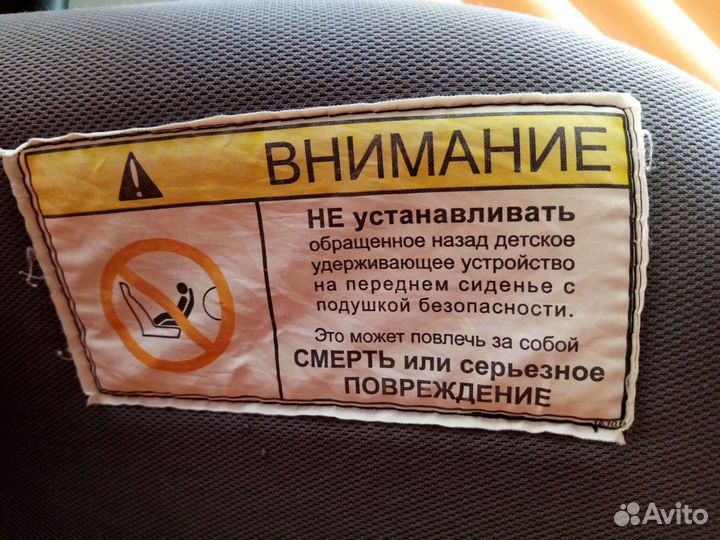 ВНИМАНИЕ
НЕ устанавливать
обращенное назад детское
удерживающее устройство
на переднем сиденье с
подушкой безопасности.
Это может повлечь за собой
СМЕРТЬ или серьезное
ПОВРЕЖДЕНИЕ
Avito